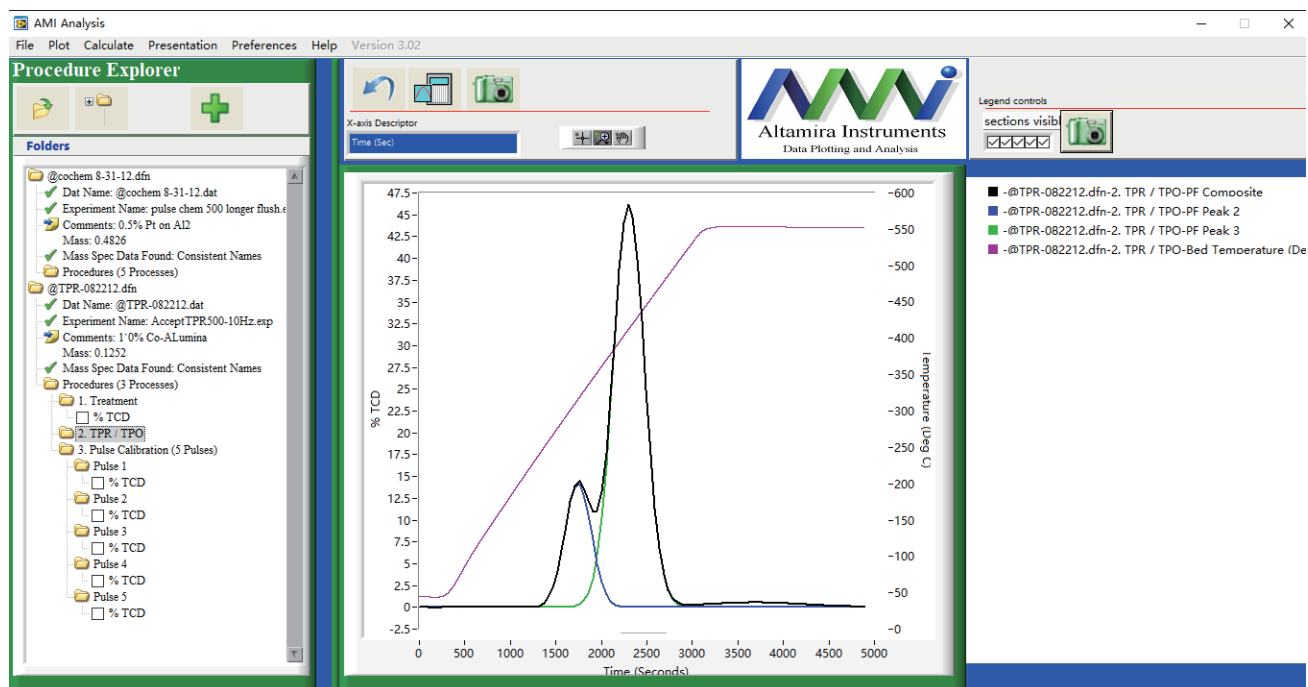 AMI Analysis
File Plot Calculate Presentation Preferences Help Version 3.02
Procedure Explorer
Folders
@cochem 8-31-12.dfn
Dat Name: @cochem 8-31-12.dat
Experiment Name: pulse chem 500 longer flush.e
Comments: 0.5% Pt on Al2
Mass: 0.4826
Mass Spec Data Found: Consistent Names
Procedures (5 Processes)
@TPR-082212.dfn
Dat Name: @TPR-082212.dat
Experiment Name: AcceptTPR500-10Hz.exp
Comments: 1`0% Co-ALumina
Mass: 0.1252
Mass Spec Data Found: Consistent Names
Procedures (3 Processes)
1. Treatment
% TCD
2. TPR / TPO
3. Pulse Calibration (5 Pulses)
Pulse 1
% TCD
Pulse 2
% TCD
Pulse 3
% TCD
Pulse 4
% TCD
Pulse 5
% TCD
X-axis Descriptor
Time (Sec)
Altamira Instruments
Data Plotting and Analysis
Legend controls
sections visibl
-@TPR-082212.dfn-2. TPR / TPO-PF Composite
-@TPR-082212.dfn-2. TPR / TPO-PF Peak 2
-@TPR-082212.dfn-2. TPR / TPO-PF Peak 3
-@TPR-082212.dfn-2. TPR / TPO-Bed Temperature (De
% TCD
47.5
45
42.5
40
37.5
35
32.5
30
27.5
25
22.5
20
17.5
15
12.5
10
7.5
5
2.5
0
-2.5
600
550
500
450
400
350
300
250
200
150
100
50
0
Temperature (Deg C)
0 500 1000 1500 2000 2500 3000 3500 4000 4500 5000
Time (Seconds)